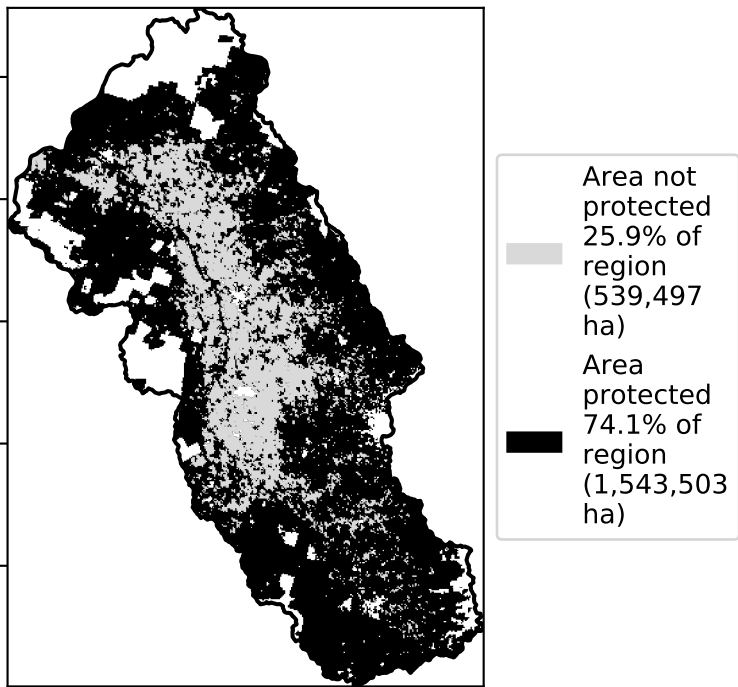 Area not
protected
25.9% of
region
(539,497
ha)
Area
protected
74.1% of
region
(1,543,503
ha)